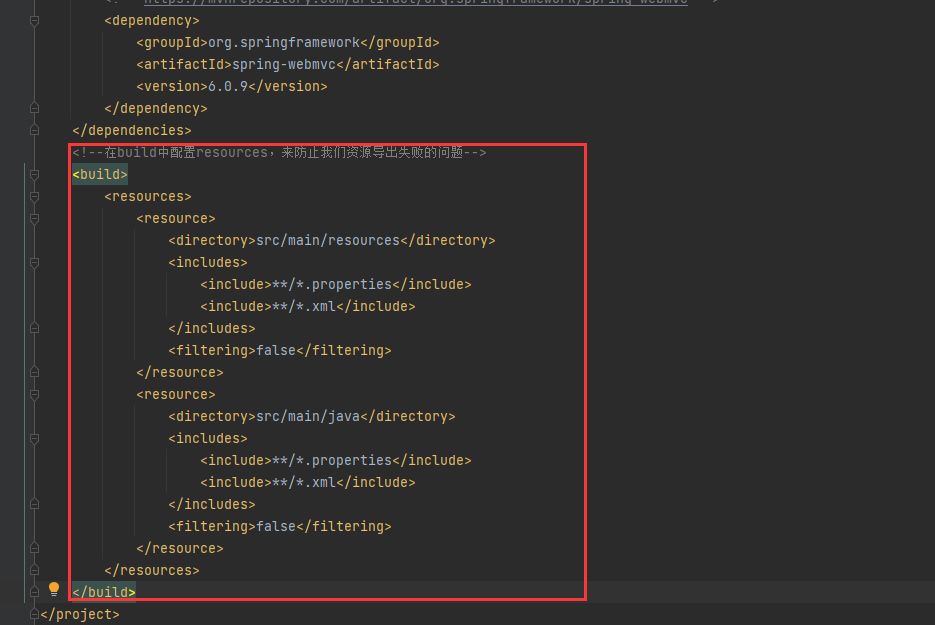 https://mvnrepository.com/artifact/org.springframework/spring-webmvc
<dependency>
<groupId>org.springframework</groupId>
<artifactId>spring-webmvc</artifactId>
<version>6.0.9</version>
</dependency>
</dependencies>
<!--在build中配置resources，来防止我们资源导出失败的问题-->
<build>
<resources>
<resource>
<directory>src/main/resources</directory>
<includes>
<include>**/*.properties</include>
<include>**/*.xml</include>
</includes>
<filtering>false</filtering>
</resource>
<resource>
<directory>src/main/java</directory>
<includes>
<include>**/*.properties</include>
<include>**/*.xml</include>
</includes>
<filtering>false</filtering>
</resource>
</resources>
</build>
</project>